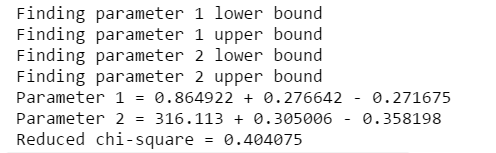 Finding parameter 1 lower bound
Finding parameter 1 upper bound
Finding parameter 2 lower bound
Finding parameter 2 upper bound
Parameter 1 = 0.864922 + 0.276642 - 0.271675
Parameter 2 = 316.113 + 0.305006 - 0.358198
Reduced chi-square = 0.404075